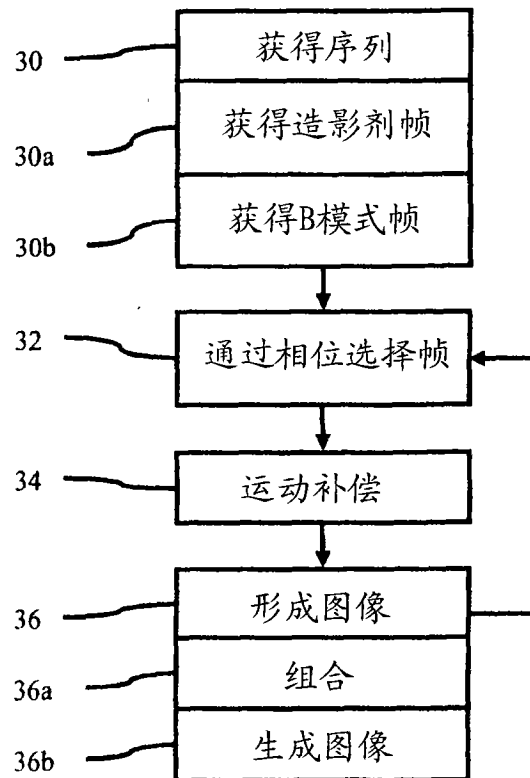 30 获得序列
30a 获得造影剂帧
30b 获得B模式帧
32 通过相位选择帧
34 运动补偿
36 形成图像
36a 组合
36b 生成图像